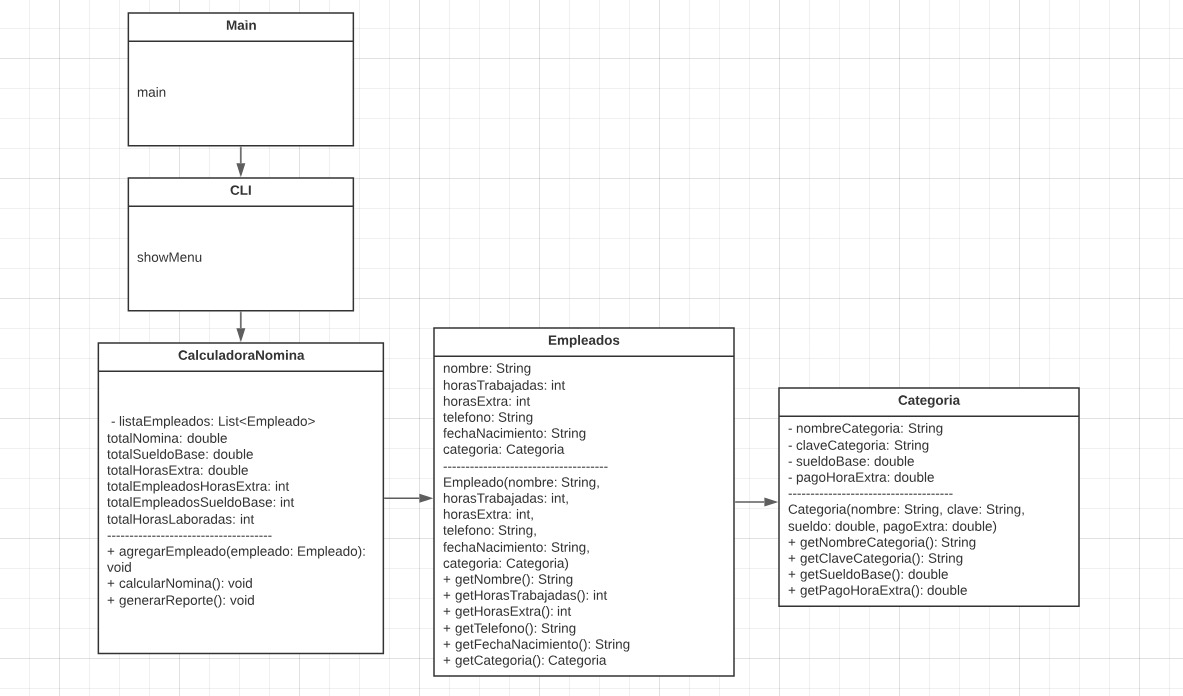 Main
main
CLI
showMenu
CalculadoraNomina
- listaEmpleados: List<Empleado>
totalNomina: double
totalSueldoBase: double
totalHorasExtra: double
totalEmpleadosHorasExtra: int
totalEmpleadosSueldoBase: int
totalHorasLaboradas: int
-------------------------------------
+ agregarEmpleado(empleado: Empleado):
void
+ calcularNomina(): void
+ generarReporte(): void
Empleados
nombre: String
horasTrabajadas: int
horasExtra: int
telefono: String
fechaNacimiento: String
categoria: Categoria
-------------------------------------
Empleado(nombre: String,
horasTrabajadas: int,
horasExtra: int,
telefono: String,
fechaNacimiento: String,
categoria: Categoria)
+ getNombre(): String
+ getHorasTrabajadas(): int
+ getHorasExtra(): int
+ getTelefono(): String
+ getFechaNacimiento(): String
+ getCategoria(): Categoria
Categoria
- nombreCategoria: String
- claveCategoria: String
- sueldoBase: double
- pagoHoraExtra: double
-------------------------------------
Categoria(nombre: String, clave: String,
sueldo: double, pagoExtra: double)
+ getNombreCategoria(): String
+ getClaveCategoria(): String
+ getSueldoBase(): double
+ getPagoHoraExtra(): double